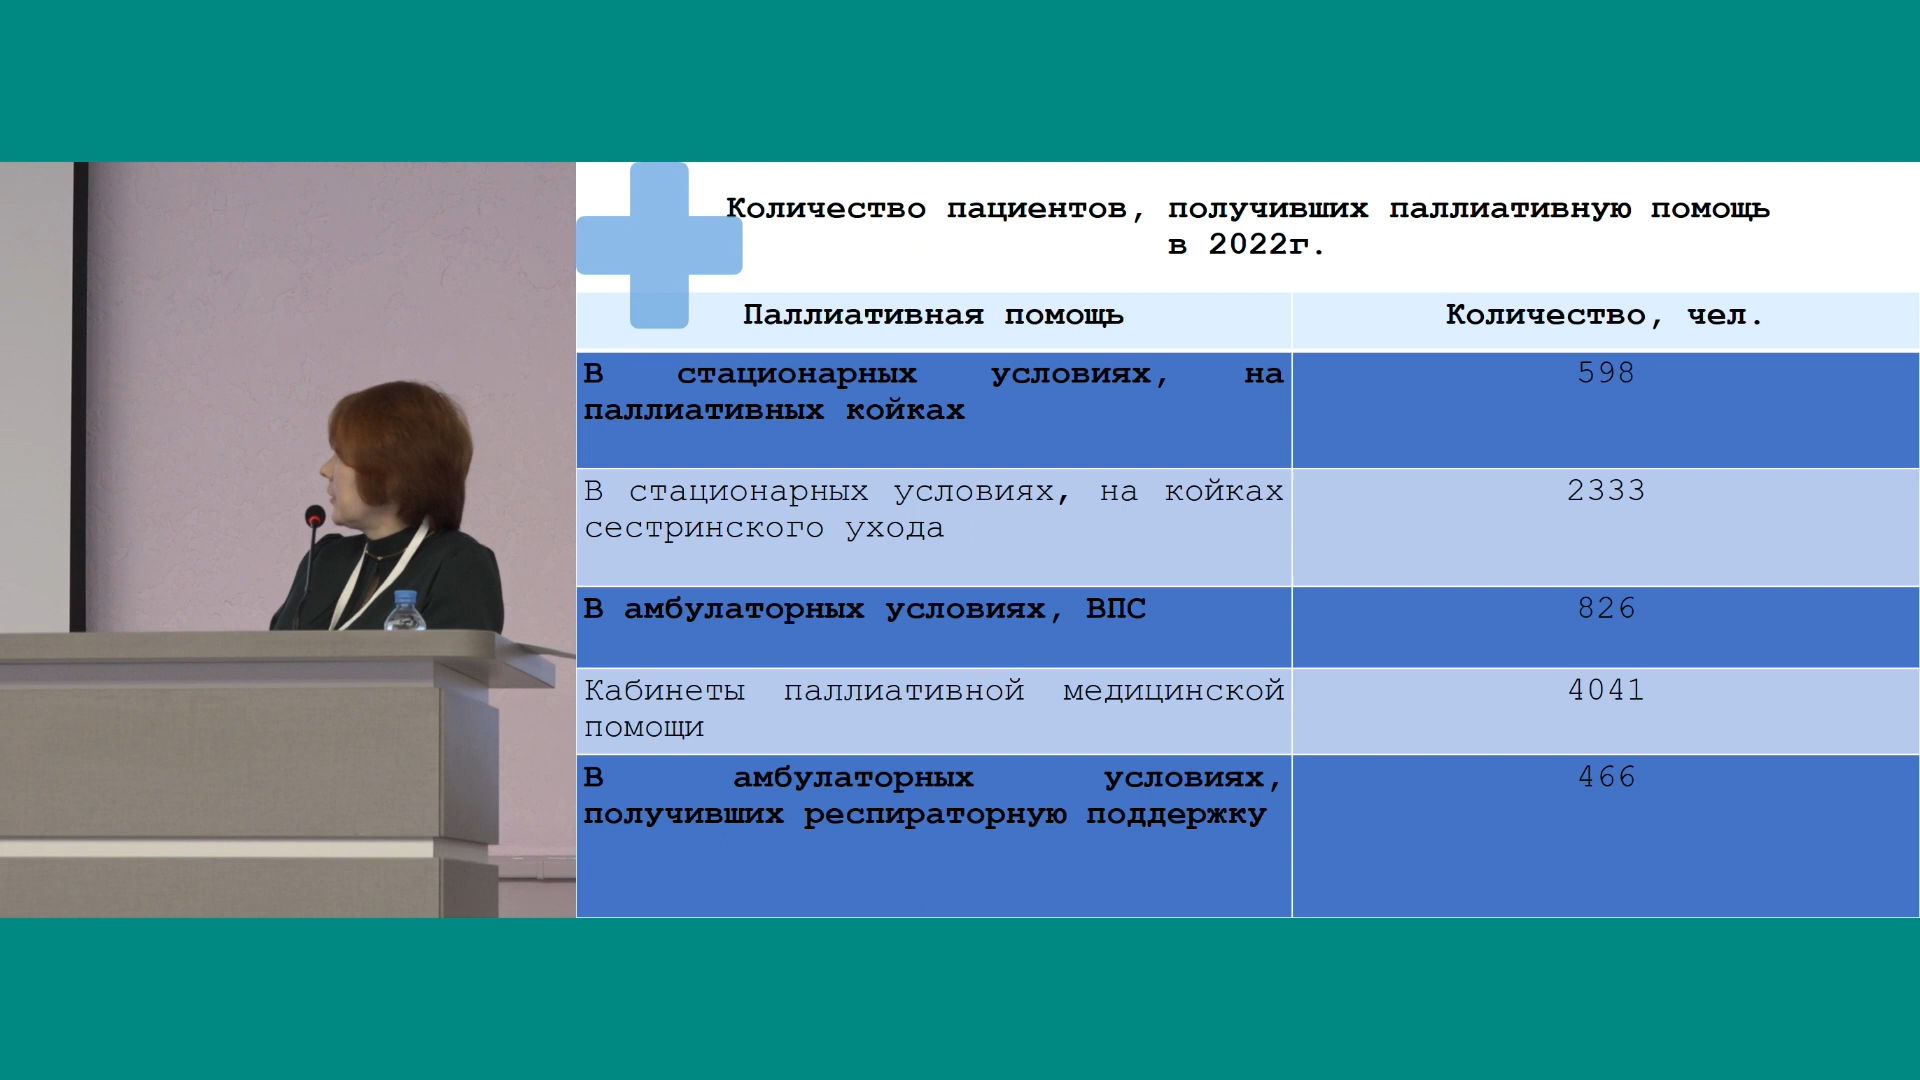 Количество пациентов, получивших паллиативную помощь
в 2022г.
Паллиативная помощь
Количество, чел.
В стационарных условиях, на
паллиативных койках
598
В стационарных условиях, на койках
сестринского ухода
2333
В амбулаторных условиях, ВПС
826
Кабинеты паллиативной медицинской
помощи
4041
В амбулаторных условиях,
получивших респираторную поддержку
466